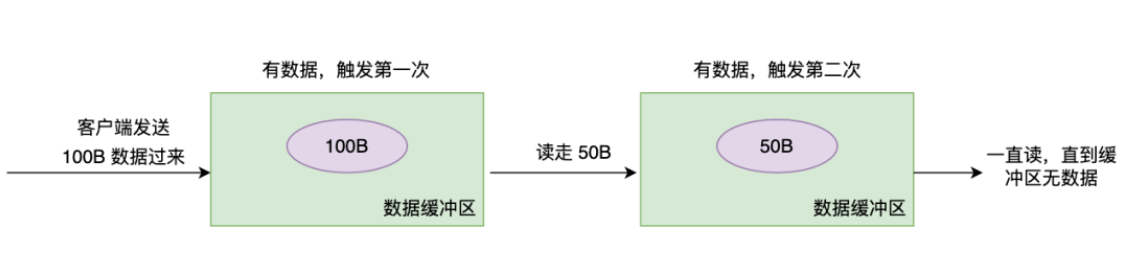 有数据，触发第一次
有数据，触发第二次
客户端发送
100B 数据过来
100B
数据缓冲区
读走 50B
50B
数据缓冲区
一直读，直到缓
冲区无数据